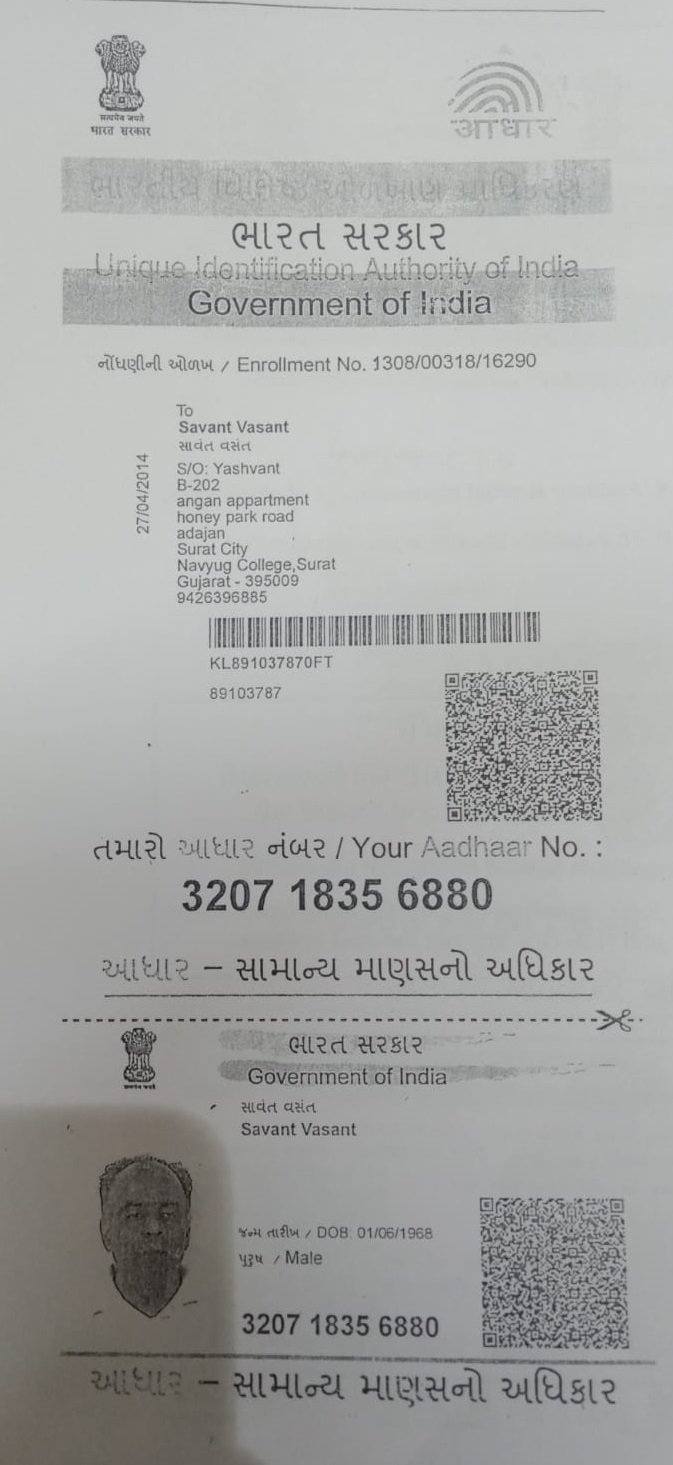 सत्यमेव जयते
भारत सरकार
आधार
ભારતીય વિશિષ્ટ ઓળખાણ પ્રાધિકરણ
ભારત સરકાર
Unique Identification Authority of India
Government of India
નોંધણીની ઓળખ / Enrollment No. 1308/00318/16290
27/04/2014
To
Savant Vasant
સાવંત વસંત
S/O: Yashvant
B-202
angan appartment
honey park road
adajan
Surat City
Navyug College,Surat
Gujarat - 395009
9426396885
KL891037870FT
89103787
તમારો આધાર નંબર / Your Aadhaar No. :
3207 1835 6880
આધાર – સામાન્ય માણસનો અધિકાર
ભારત સરકાર
Government of India
સાવંત વસંત
Savant Vasant
જન્મ તારીખ / DOB: 01/06/1968
પુરૂષ / Male
3207 1835 6880
આધાર – સામાન્ય માણસનો અધિકાર